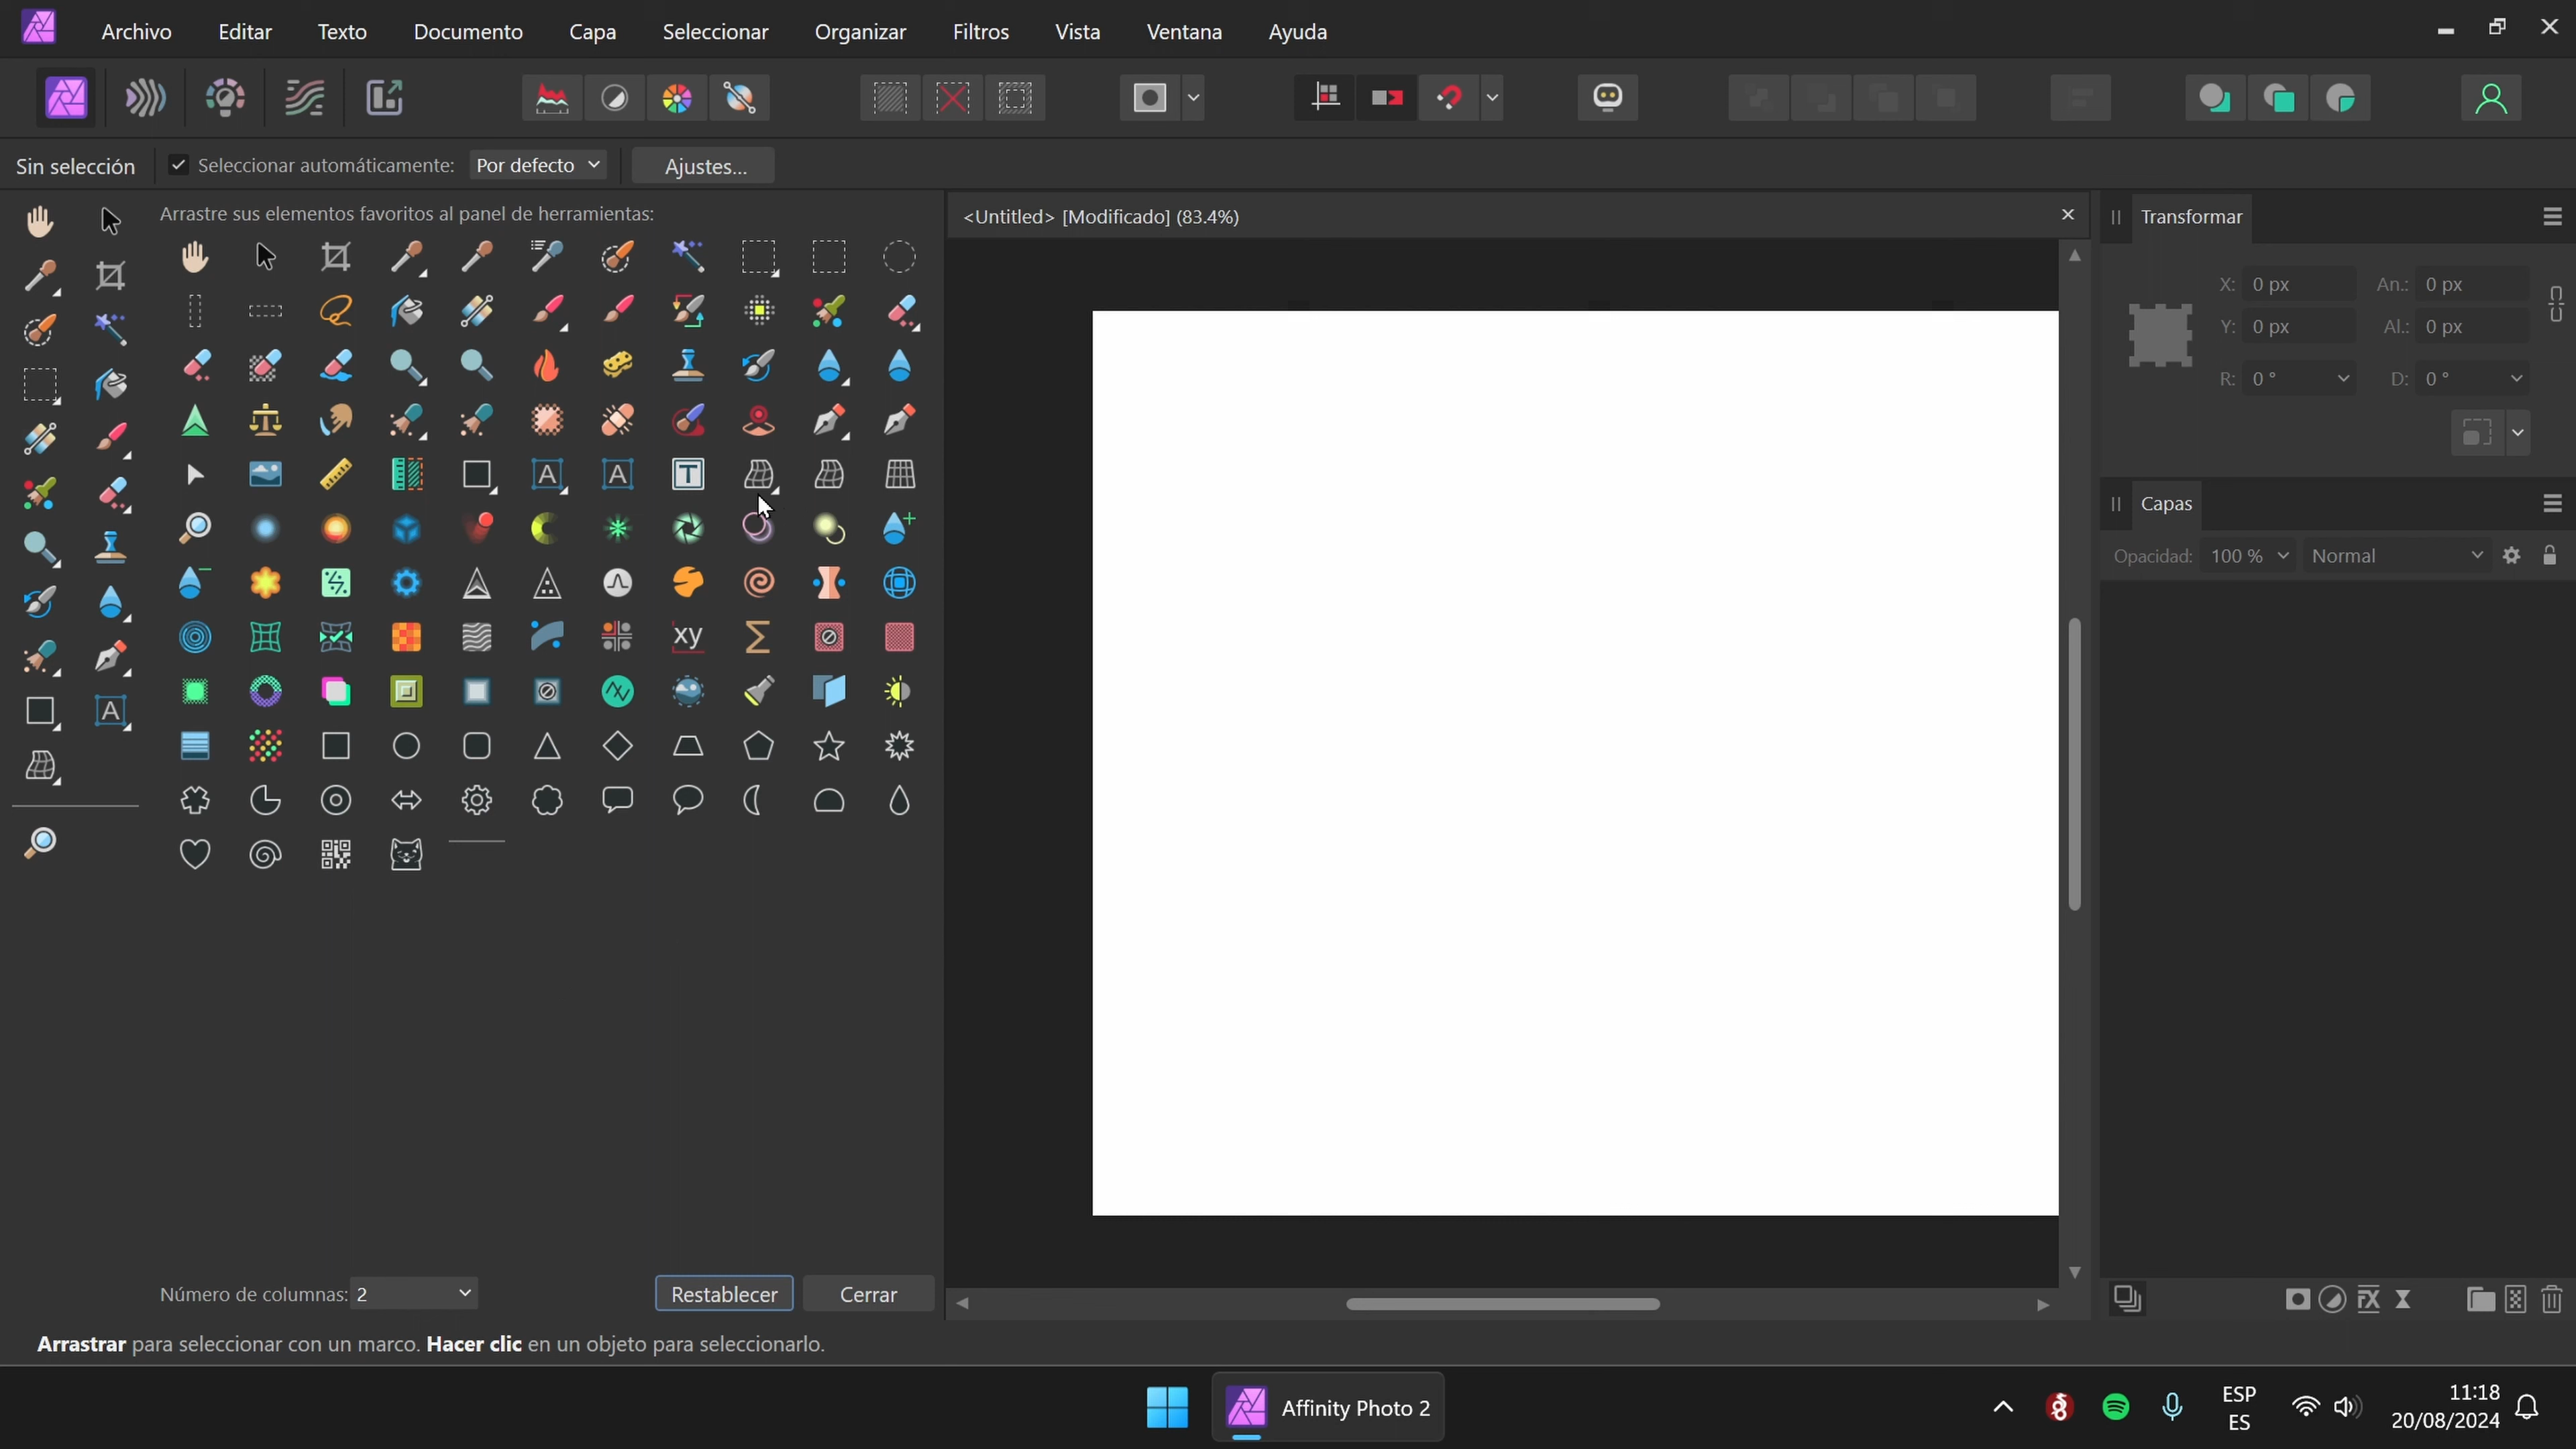 Archivo Editar Texto Documento Capa Seleccionar Organizar Filtros Vista Ventana Ayuda
Sin selección Seleccionar automáticamente: Por defecto Ajustes...
Arrastre sus elementos favoritos al panel de herramientas:
<Untitled> [Modificado] (83.4%)
Transformar
X: 0 px An.: 0 px
Y: 0 px Al.: 0 px
R: 0 ° D: 0 °
Capas
Opacidad: 100 % Normal
Número de columnas: 2 Restablecer Cerrar
Arrastrar para seleccionar con un marco. Hacer clic en un objeto para seleccionarlo.
Affinity Photo 2
ESP
ES
11:18
20/08/2024